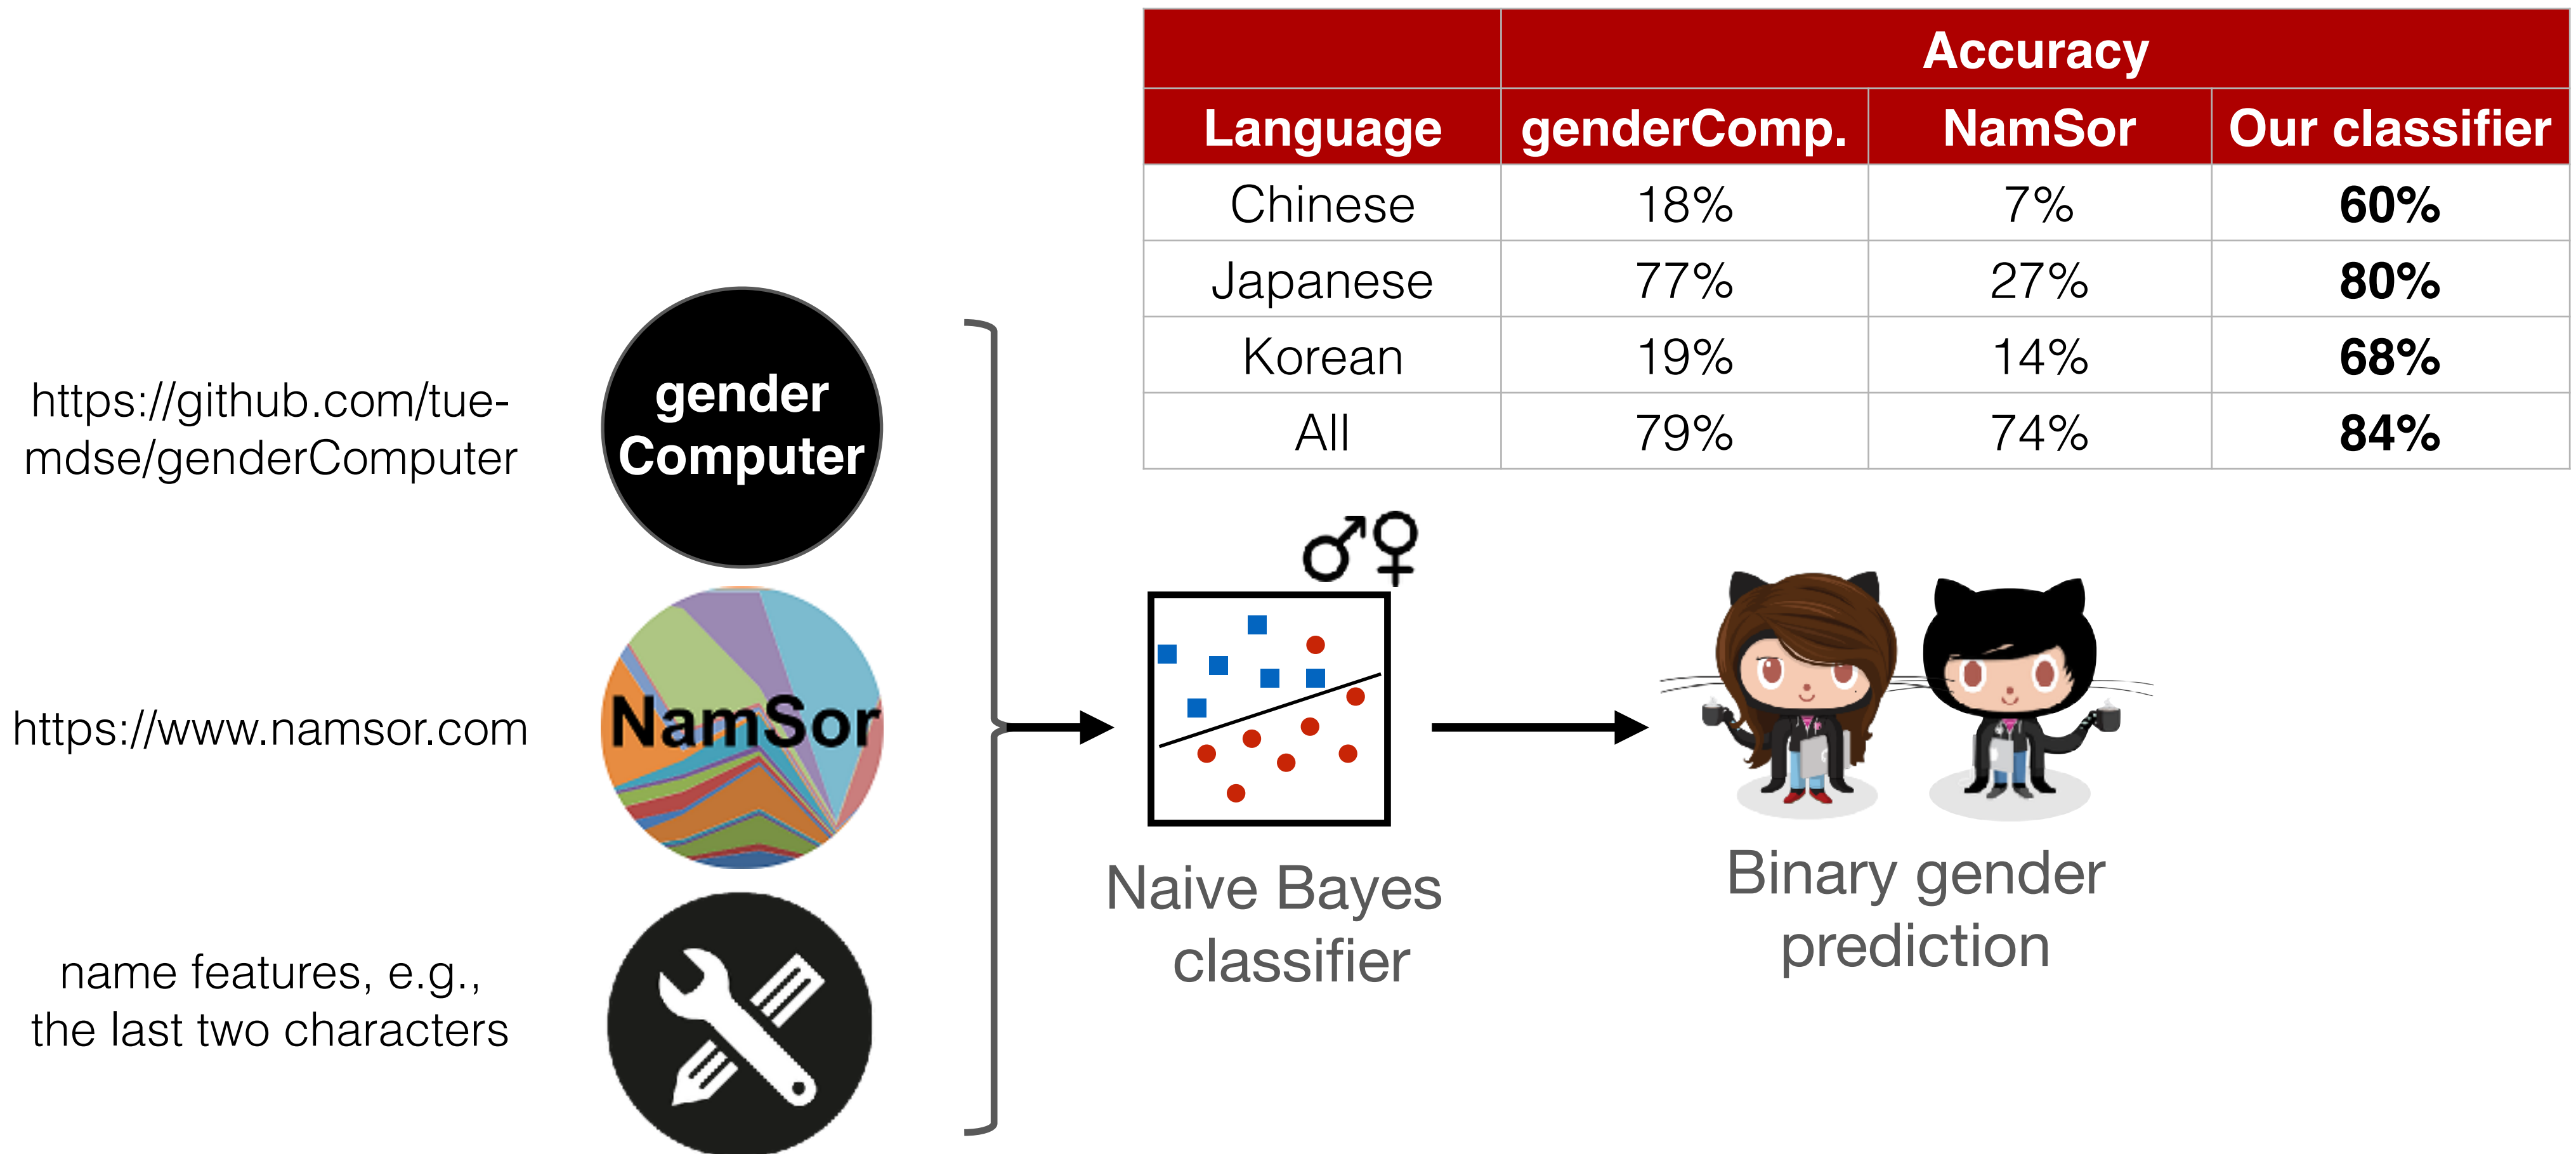 Accuracy
Language genderComp. NamSor Our classifier
Chinese 18% 7% 60%
Japanese 77% 27% 80%
Korean 19% 14% 68%
All 79% 74% 84%
https://github.com/tue-
mdse/genderComputer
gender
Computer
https://www.namsor.com
NamSor
name features, e.g.,
the last two characters
♂♀
Naive Bayes
classifier
Binary gender
prediction